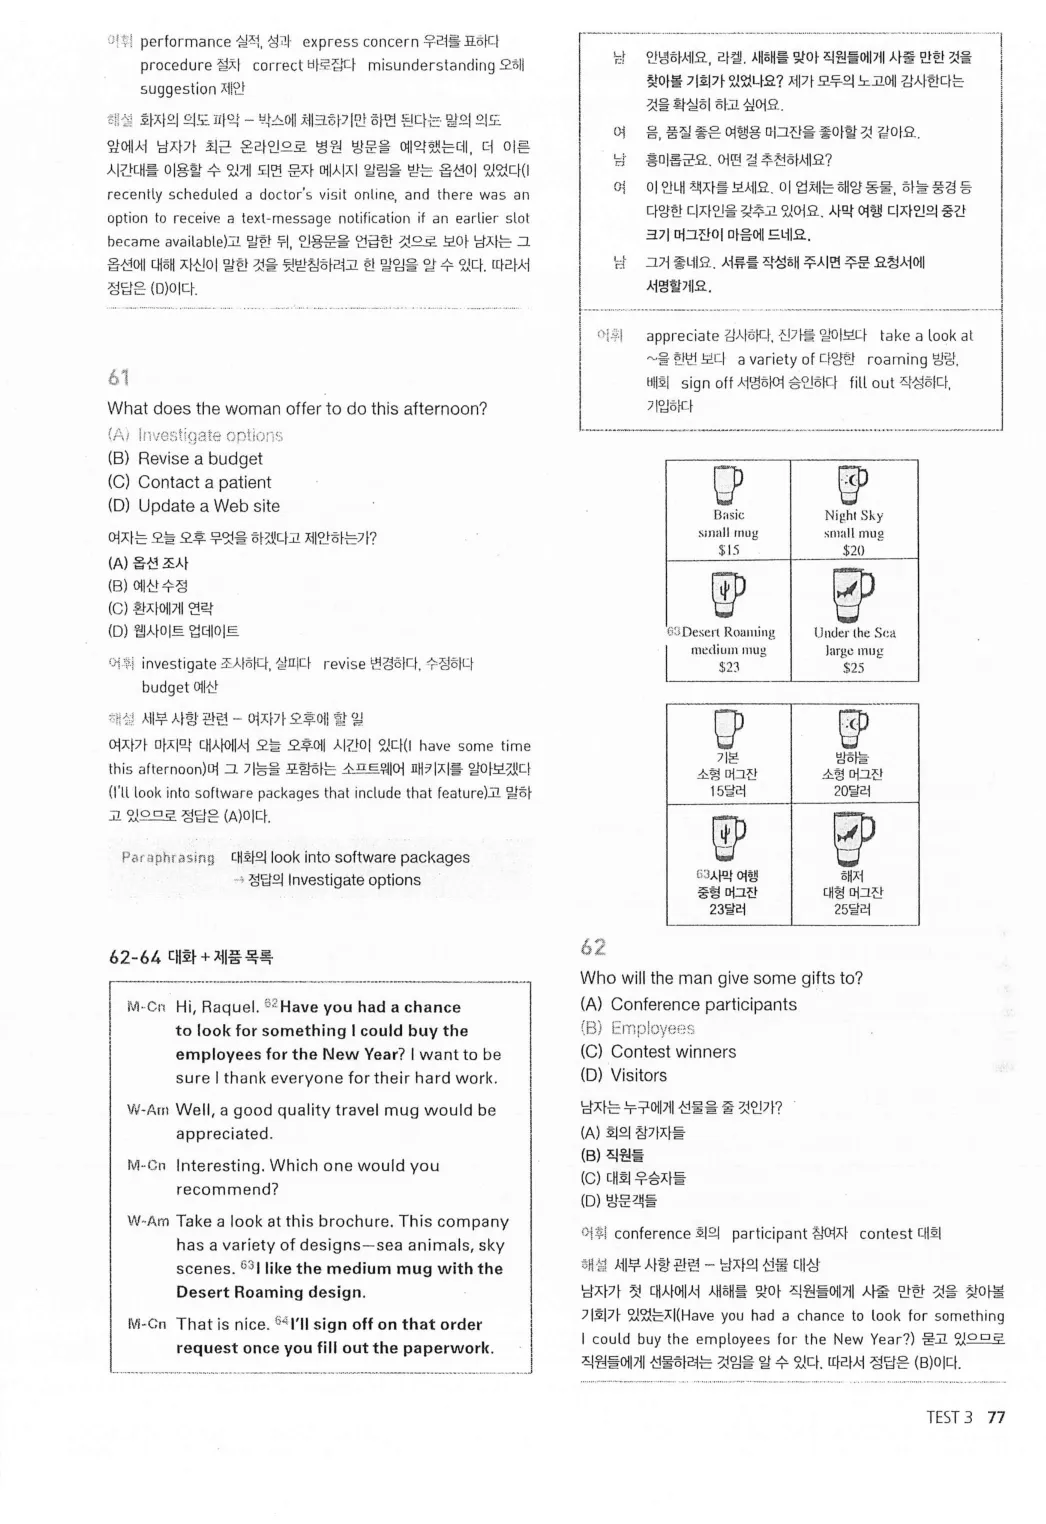 어휘 performance 실적, 성과 express concern 우려를 표하다
procedure 절차 correct 바로잡다 misunderstanding 오해
suggestion 제안
해설 화자의 의도 파악 – 박스에 체크하기만 하면 된다는 말의 의도
앞에서 남자가 최근 온라인으로 병원 방문을 예약했는데, 더 이른
시간대를 이용할 수 있게 되면 문자 메시지 알림을 받는 옵션이 있었다(I
recently scheduled a doctor's visit online, and there was an
option to receive a text-message notification if an earlier slot
became available)고 말한 뒤, 인용문을 언급한 것으로 보아 남자는 그
옵션에 대해 자신이 말한 것을 뒷받침하려고 한 말임을 알 수 있다. 따라서
정답은 (D)이다.
61
What does the woman offer to do this afternoon?
(A) Investigate options
(B) Revise a budget
(C) Contact a patient
(D) Update a Web site
여자는 오늘 오후 무엇을 하겠다고 제안하는가?
(A) 옵션 조사
(B) 예산 수정
(C) 환자에게 연락
(D) 웹사이트 업데이트
어휘 investigate 조사하다, 살피다 revise 변경하다, 수정하다
budget 예산
해설 세부 사항 관련 – 여자가 오후에 할 일
여자가 마지막 대사에서 오늘 오후에 시간이 있다(I have some time
this afternoon)며 그 기능을 포함하는 소프트웨어 패키지를 알아보겠다
(I'll look into software packages that include that feature)고 말하
고 있으므로 정답은 (A)이다.
Paraphrasing 대화의 look into software packages
→ 정답의 Investigate options
62-64 대화 + 제품 목록
M-Cn Hi, Raquel. 62Have you had a chance
to look for something I could buy the
employees for the New Year? I want to be
sure I thank everyone for their hard work.
W-Am Well, a good quality travel mug would be
appreciated.
M-Cn Interesting. Which one would you
recommend?
W-Am Take a look at this brochure. This company
has a variety of designs—sea animals, sky
scenes. 63I like the medium mug with the
Desert Roaming design.
M-Cn That is nice. 64I'll sign off on that order
request once you fill out the paperwork.
남 안녕하세요, 라켈. 새해를 맞아 직원들에게 사줄 만한 것을
찾아볼 기회가 있었나요? 제가 모두의 노고에 감사한다는
것을 확실히 하고 싶어요.
여 음, 품질 좋은 여행용 머그잔을 좋아할 것 같아요.
남 흥미롭군요. 어떤 걸 추천하세요?
여 이 안내 책자를 보세요. 이 업체는 해양 동물, 하늘 풍경 등
다양한 디자인을 갖추고 있어요. 사막 여행 디자인의 중간
크기 머그잔이 마음에 드네요.
남 그거 좋네요. 서류를 작성해 주시면 주문 요청서에
서명할게요.
어휘 appreciate 감사하다, 진가를 알아보다 take a look at
~을 한번 보다 a variety of 다양한 roaming 방랑,
배회 sign off 서명하여 승인하다 fill out 작성하다,
기입하다
Basic
small mug
$15
Night Sky
small mug
$20
63Desert Roaming
medium mug
$23
Under the Sea
large mug
$25
기본
소형 머그잔
15달러
밤하늘
소형 머그잔
20달러
63사막 여행
중형 머그잔
23달러
해저
대형 머그잔
25달러
62
Who will the man give some gifts to?
(A) Conference participants
(B) Employees
(C) Contest winners
(D) Visitors
남자는 누구에게 선물을 줄 것인가?
(A) 회의 참가자들
(B) 직원들
(C) 대회 우승자들
(D) 방문객들
어휘 conference 회의 participant 참여자 contest 대회
해설 세부 사항 관련 – 남자의 선물 대상
남자가 첫 대사에서 새해를 맞아 직원들에게 사줄 만한 것을 찾아볼
기회가 있었는지(Have you had a chance to look for something
I could buy the employees for the New Year?) 묻고 있으므로
직원들에게 선물하려는 것임을 알 수 있다. 따라서 정답은 (B)이다.
TEST 3 77